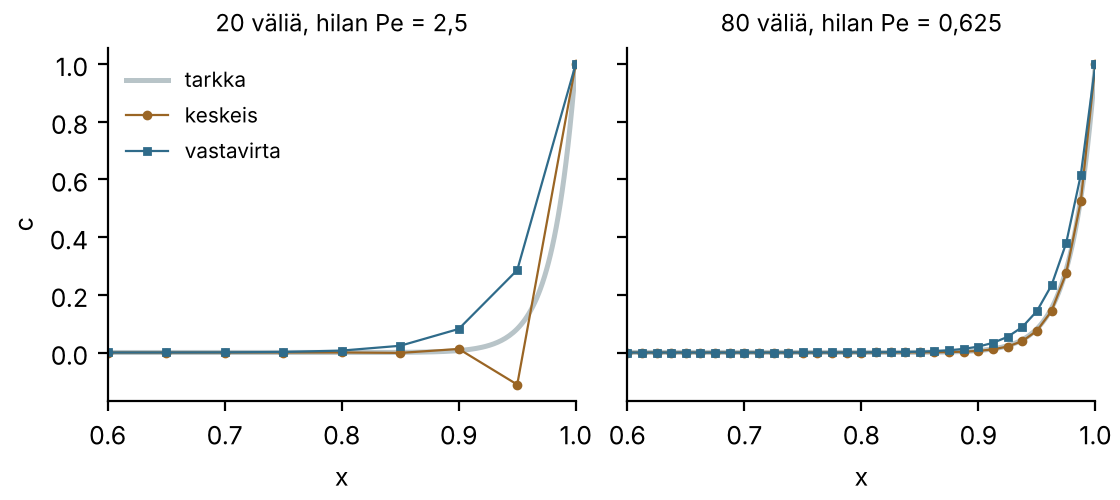 20 väliä, hilan Pe = 2,5
1.0
0.8
0.6
0.4
0.2
0.0
c
tarkka
keskeis
vastavirta
0.6 0.7 0.8 0.9 1.0
x
80 väliä, hilan Pe = 0,625
0.6 0.7 0.8 0.9 1.0
x